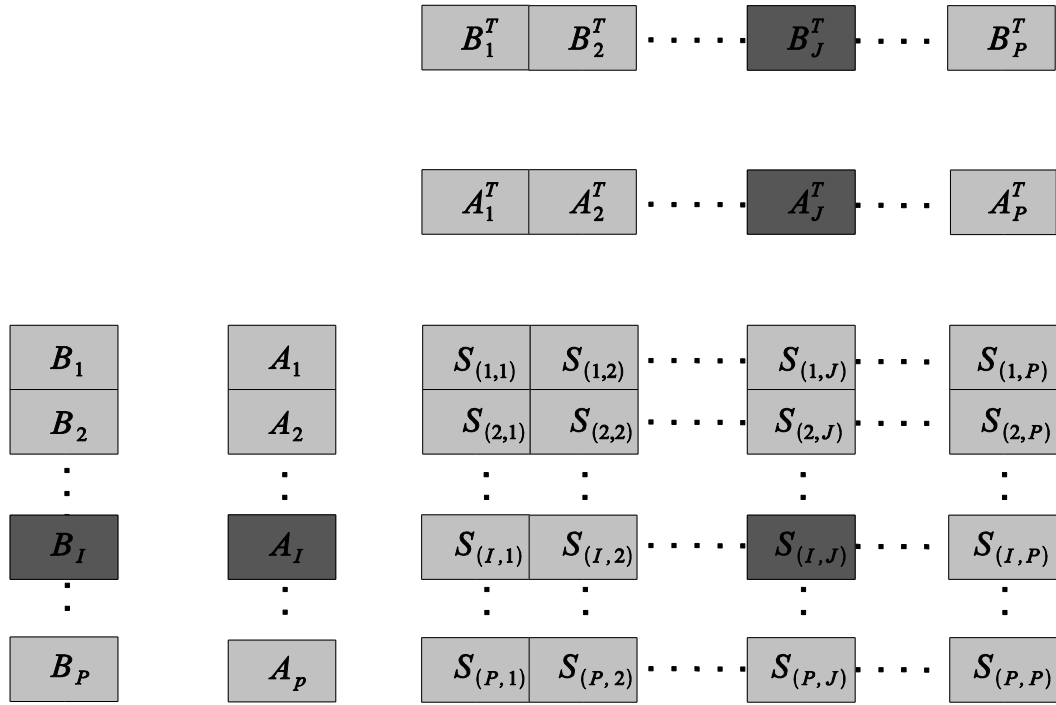 B_1^T B_2^T ..... B_J^T .... B_P^T
A_1^T A_2^T ..... A_J^T .... A_P^T
B_1 A_1 S_(1,1) S_(1,2) ..... S_(1,J) .... S_(1,P)
B_2 A_2 S_(2,1) S_(2,2) ..... S_(2,J) .... S_(2,P)
B_I A_I S_(I,1) S_(I,2) ..... S_(I,J) .... S_(I,P)
B_P A_p S_(P,1) S_(P,2) ..... S_(P,J) .... S_(P,P)